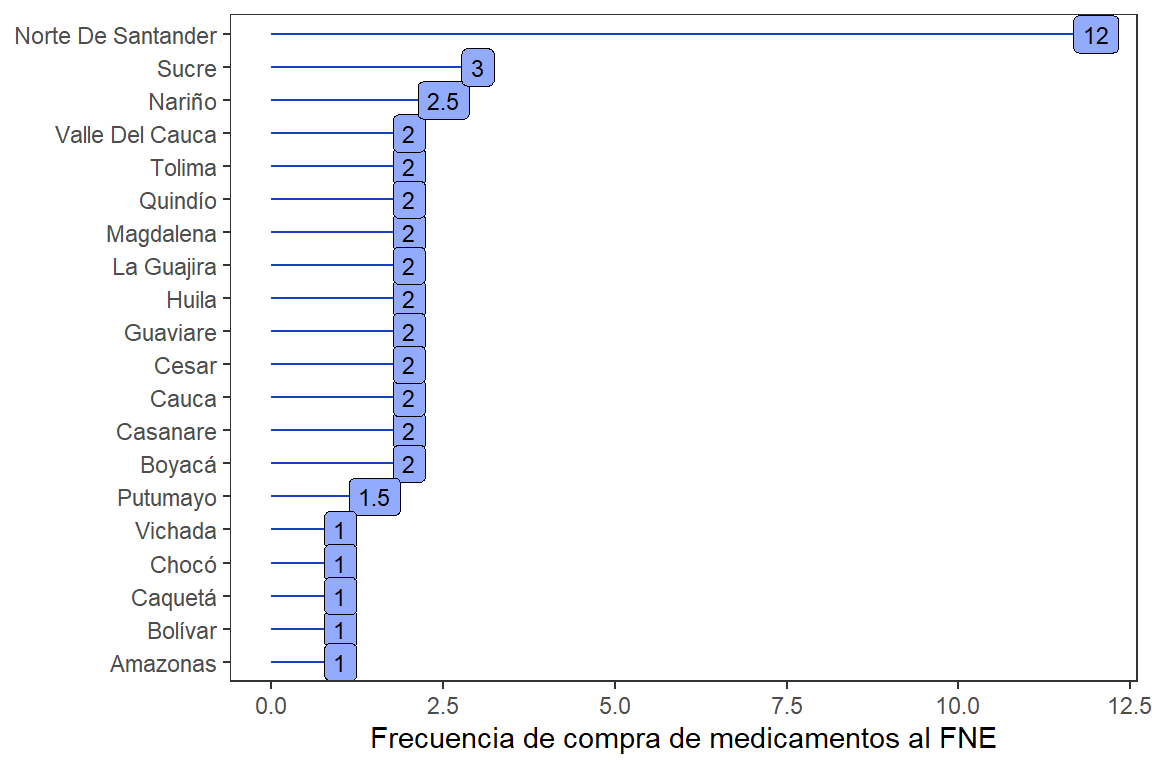 Norte De Santander 12
Sucre 3
Nariño 2.5
Valle Del Cauca 2
Tolima 2
Quindío 2
Magdalena 2
La Guajira 2
Huila 2
Guaviare 2
Cesar 2
Cauca 2
Casanare 2
Boyacá 2
Putumayo 1.5
Vichada 1
Chocó 1
Caquetá 1
Bolívar 1
Amazonas 1
0.0 2.5 5.0 7.5 10.0 12.5
Frecuencia de compra de medicamentos al FNE